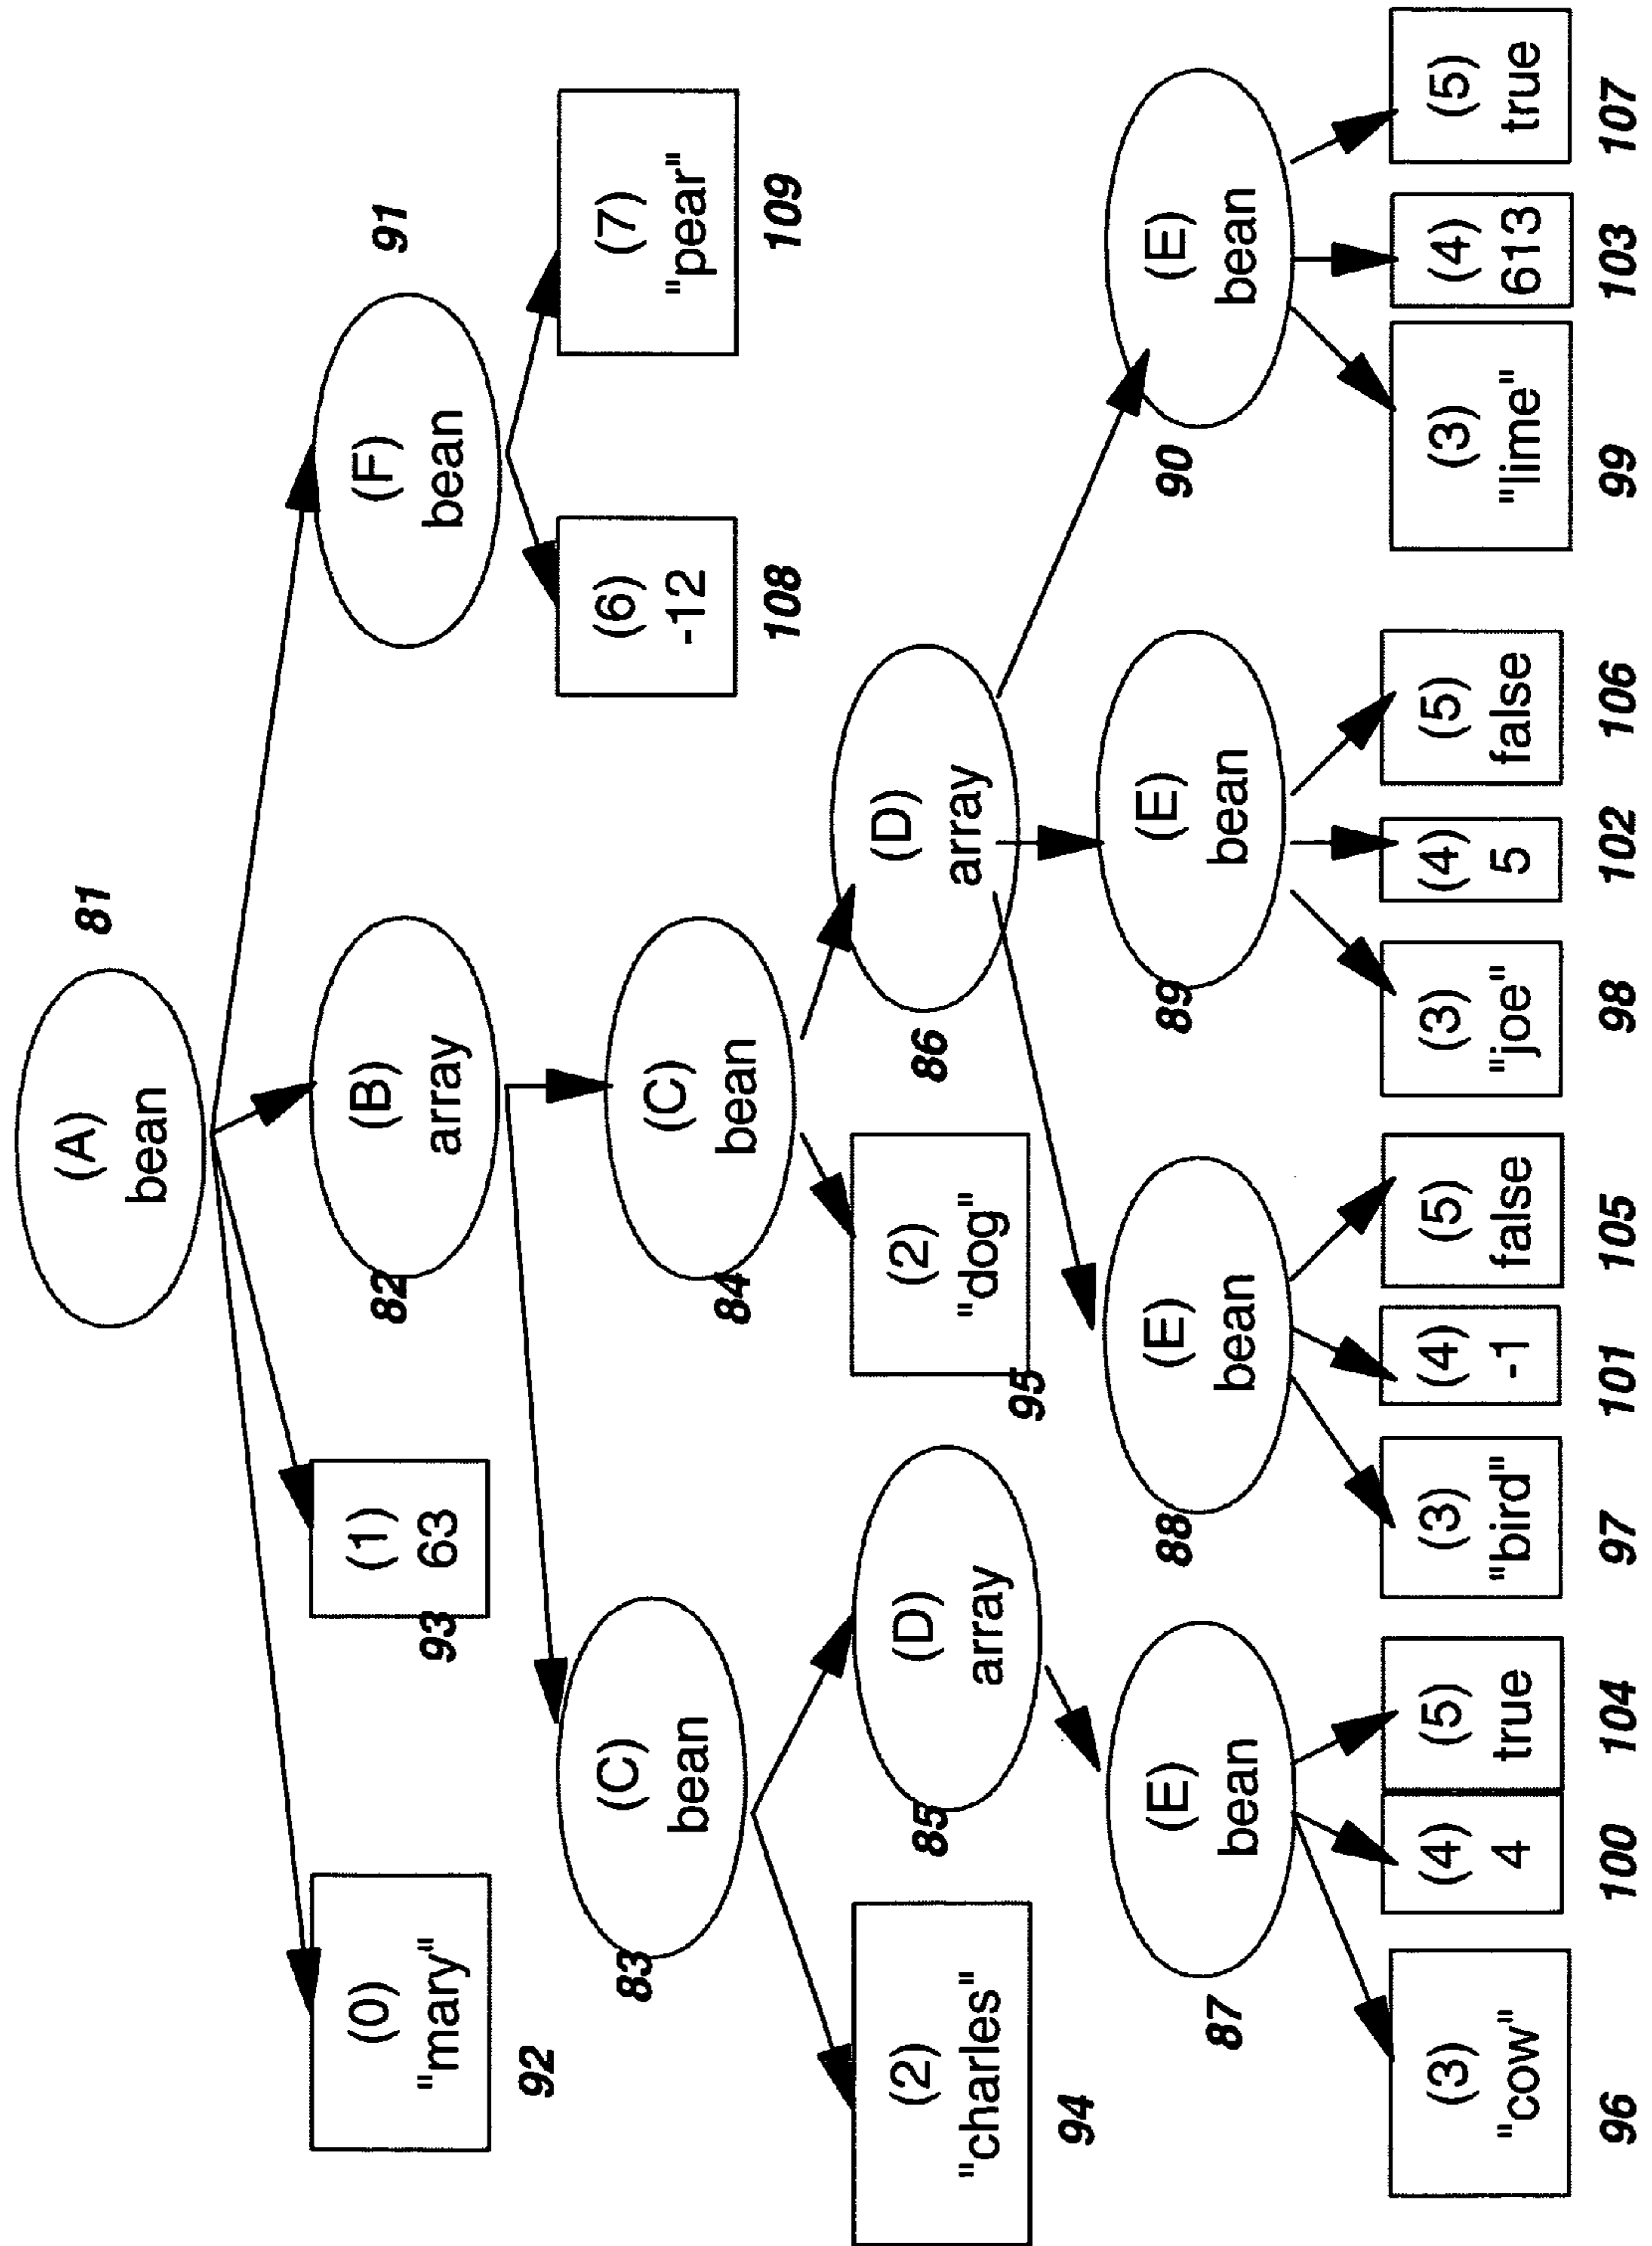 (A)
bean
81
(0)
"mary"
92
(1)
63
93
(B)
array
82
(F)
bean
91
(C)
bean
83
(C)
bean
84
(6)
-12
108
(7)
"pear"
109
(2)
"charles"
94
(D)
array
85
(2)
"dog"
95
(D)
array
86
(E)
bean
87
(E)
bean
88
(E)
bean
89
(E)
bean
90
(3)
"cow"
96
(4)
4
100
(5)
true
104
(3)
"bird"
97
(4)
-1
101
(5)
false
105
(3)
"joe"
98
(4)
5
102
(5)
false
106
(3)
"lime"
99
(4)
613
103
(5)
true
107